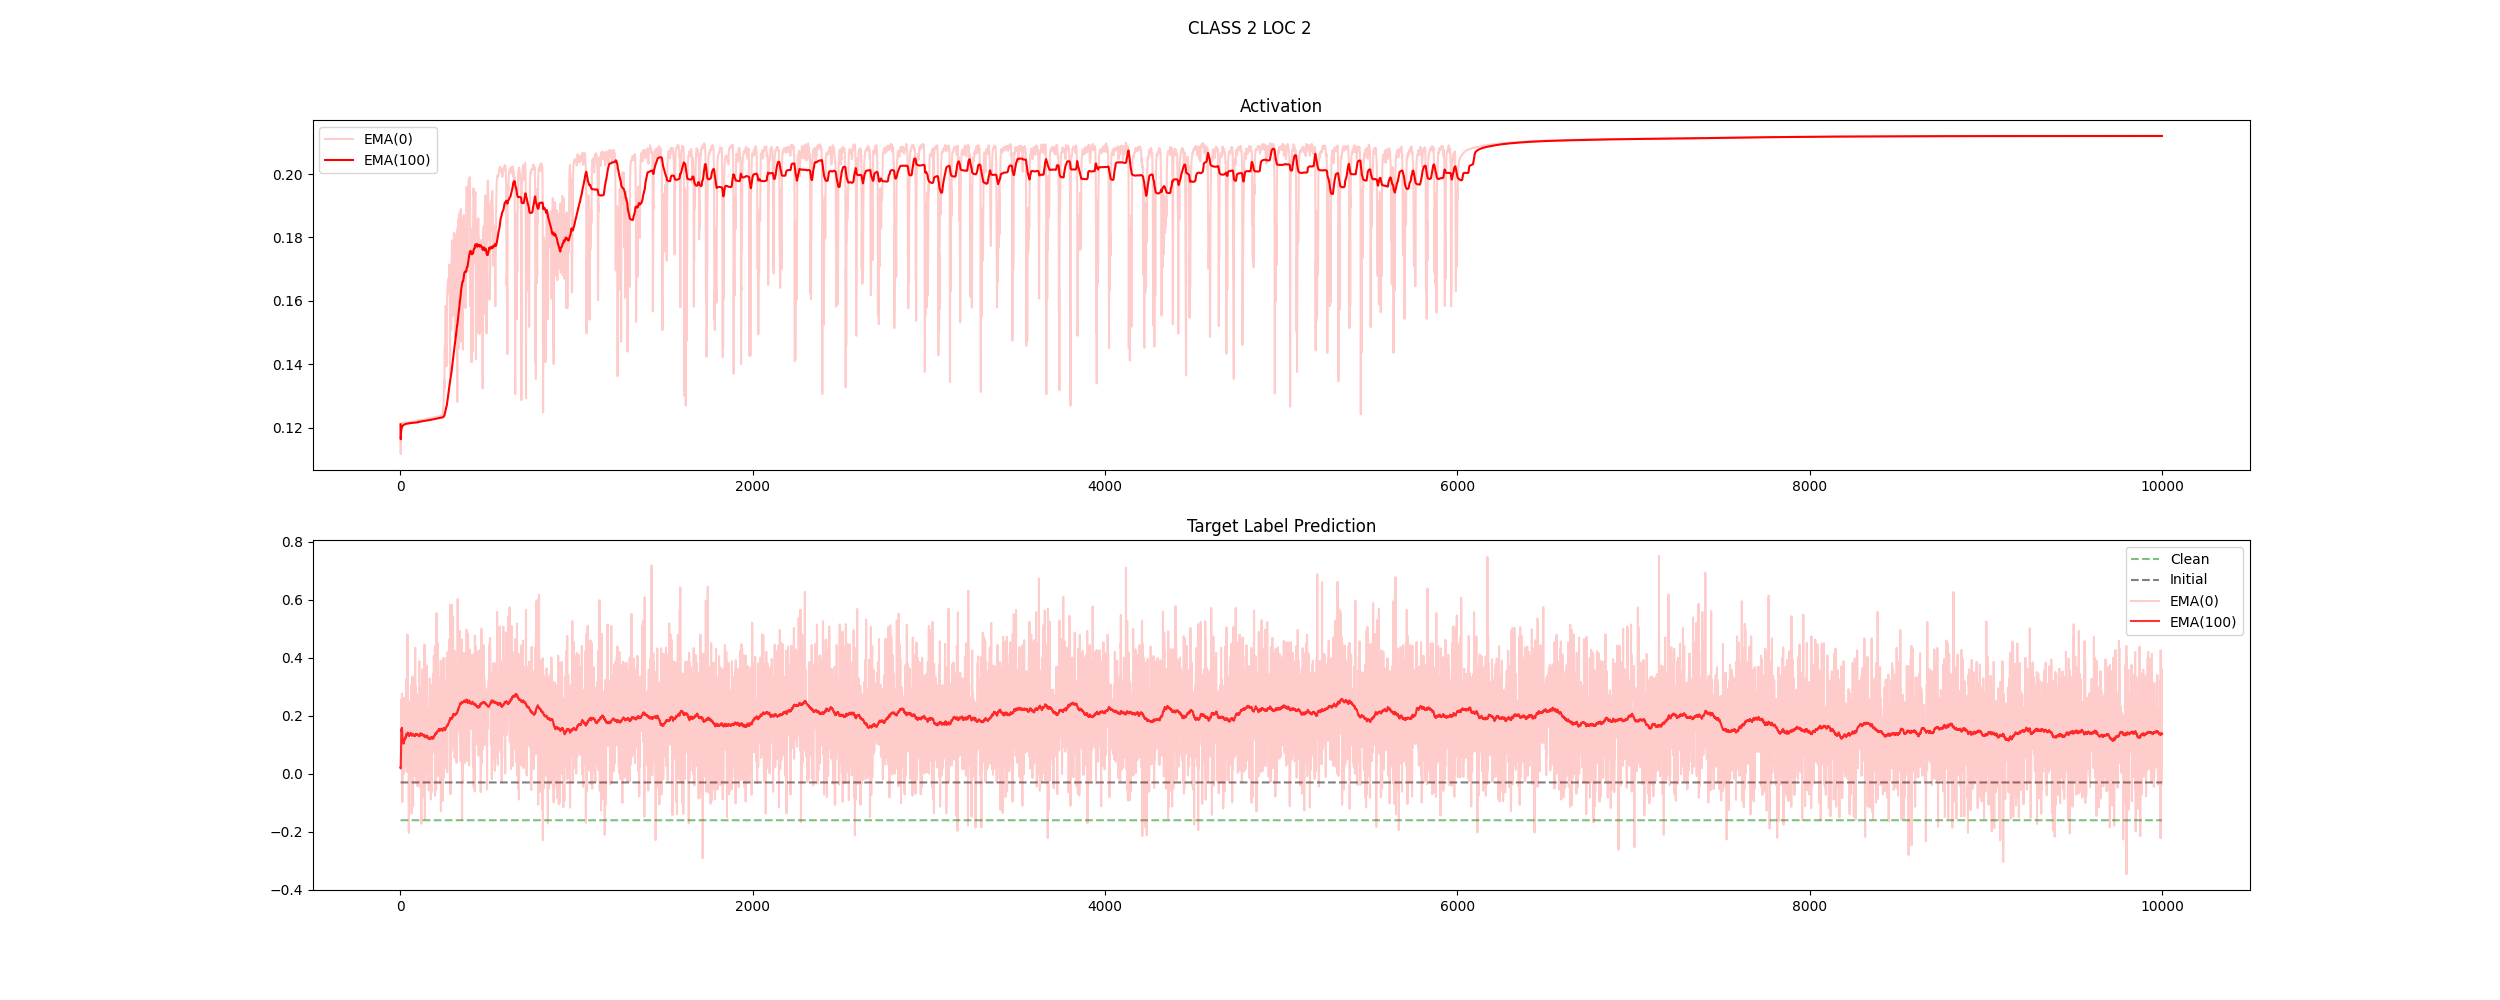 CLASS 2 LOC 2
Activation
EMA(0)
EMA(100)
0.20
0.18
0.16
0.14
0.12
0 2000 4000 6000 8000 10000
Target Label Prediction
0.8
0.6
0.4
0.2
0.0
−0.2
−0.4
Clean
Initial
EMA(0)
EMA(100)
0 2000 4000 6000 8000 10000